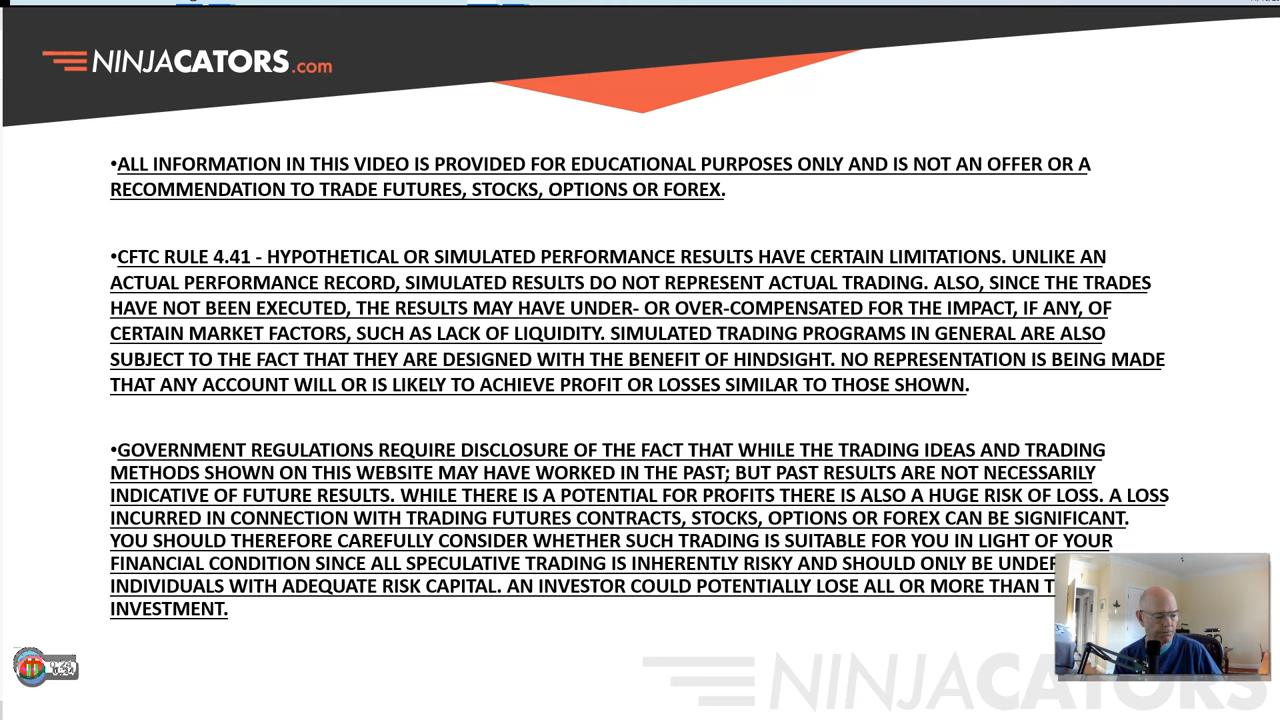 NINJACATORS.com
•ALL INFORMATION IN THIS VIDEO IS PROVIDED FOR EDUCATIONAL PURPOSES ONLY AND IS NOT AN OFFER OR A
RECOMMENDATION TO TRADE FUTURES, STOCKS, OPTIONS OR FOREX.
•CFTC RULE 4.41 - HYPOTHETICAL OR SIMULATED PERFORMANCE RESULTS HAVE CERTAIN LIMITATIONS. UNLIKE AN
ACTUAL PERFORMANCE RECORD, SIMULATED RESULTS DO NOT REPRESENT ACTUAL TRADING. ALSO, SINCE THE TRADES
HAVE NOT BEEN EXECUTED, THE RESULTS MAY HAVE UNDER- OR OVER-COMPENSATED FOR THE IMPACT, IF ANY, OF
CERTAIN MARKET FACTORS, SUCH AS LACK OF LIQUIDITY. SIMULATED TRADING PROGRAMS IN GENERAL ARE ALSO
SUBJECT TO THE FACT THAT THEY ARE DESIGNED WITH THE BENEFIT OF HINDSIGHT. NO REPRESENTATION IS BEING MADE
THAT ANY ACCOUNT WILL OR IS LIKELY TO ACHIEVE PROFIT OR LOSSES SIMILAR TO THOSE SHOWN.
•GOVERNMENT REGULATIONS REQUIRE DISCLOSURE OF THE FACT THAT WHILE THE TRADING IDEAS AND TRADING
METHODS SHOWN ON THIS WEBSITE MAY HAVE WORKED IN THE PAST; BUT PAST RESULTS ARE NOT NECESSARILY
INDICATIVE OF FUTURE RESULTS. WHILE THERE IS A POTENTIAL FOR PROFITS THERE IS ALSO A HUGE RISK OF LOSS. A LOSS
INCURRED IN CONNECTION WITH TRADING FUTURES CONTRACTS, STOCKS, OPTIONS OR FOREX CAN BE SIGNIFICANT.
YOU SHOULD THEREFORE CAREFULLY CONSIDER WHETHER SUCH TRADING IS SUITABLE FOR YOU IN LIGHT OF YOUR
FINANCIAL CONDITION SINCE ALL SPECULATIVE TRADING IS INHERENTLY RISKY AND SHOULD ONLY BE
INDIVIDUALS WITH ADEQUATE RISK CAPITAL. AN INVESTOR COULD POTENTIALLY LOSE ALL OR MORE THAN
INVESTMENT.
NINJACATORS